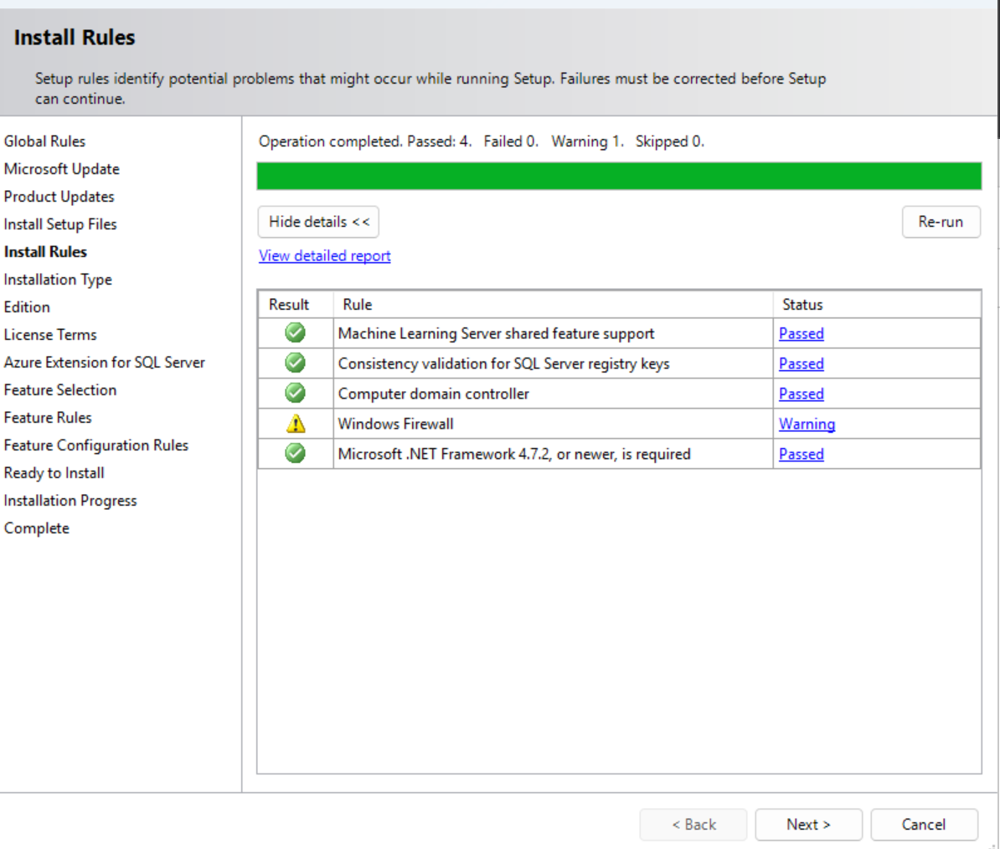 Install Rules
Setup rules identify potential problems that might occur while running Setup. Failures must be corrected before Setup
can continue.
Global Rules
Microsoft Update
Product Updates
Install Setup Files
Install Rules
Installation Type
Edition
License Terms
Azure Extension for SQL Server
Feature Selection
Feature Rules
Feature Configuration Rules
Ready to Install
Installation Progress
Complete
Operation completed. Passed: 4.   Failed 0.   Warning 1.   Skipped 0.
Hide details <<
Re-run
View detailed report
Result Rule Status
Machine Learning Server shared feature support Passed
Consistency validation for SQL Server registry keys Passed
Computer domain controller Passed
Windows Firewall Warning
Microsoft .NET Framework 4.7.2, or newer, is required Passed
< Back Next > Cancel